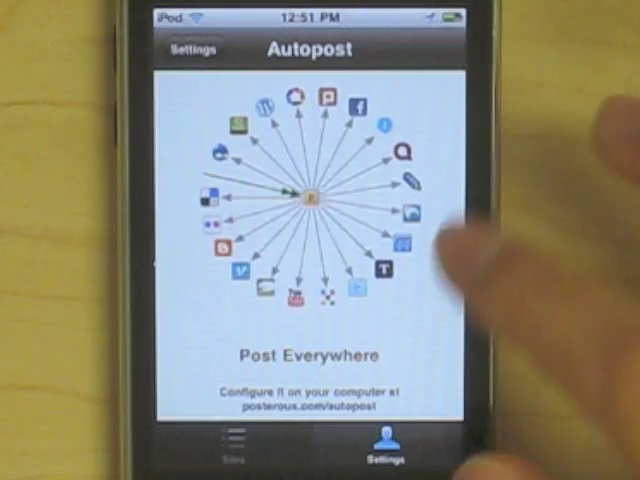 iPod 12:51 PM
Settings Autopost
Post Everywhere
Configure it on your computer at
posterous.com/autopost
Sites Settings